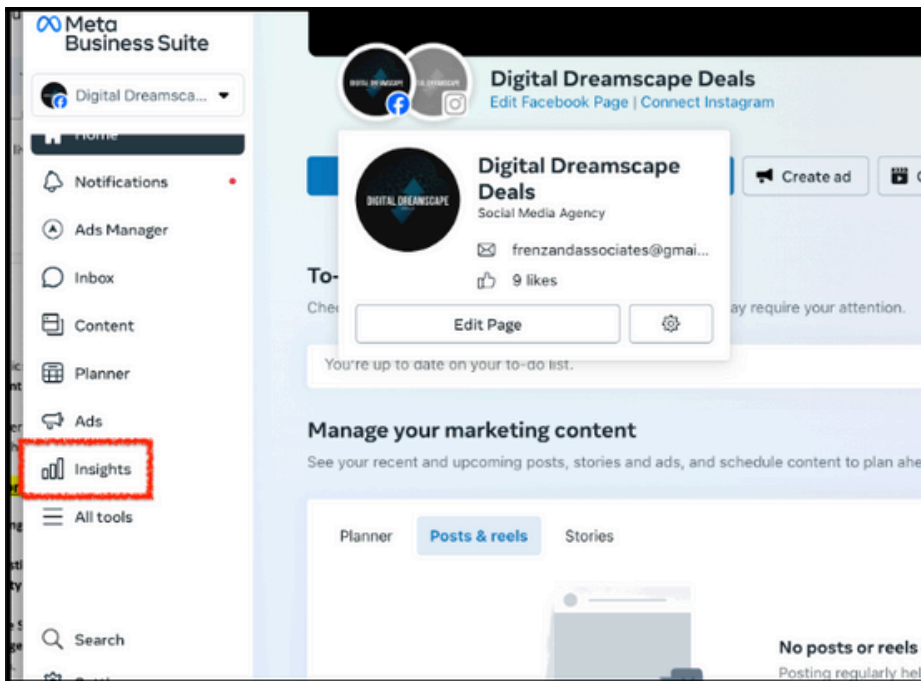 Meta
Business Suite
Digital Dreamsca...
Home
Notifications
Ads Manager
Inbox
Content
Planner
Ads
Insights
All tools
Search
Digital Dreamscape Deals
Edit Facebook Page | Connect Instagram
Digital Dreamscape
Deals
Social Media Agency
frenzandassociates@gmai...
9 likes
Edit Page
DIGITAL DREAMSCAPE
Create ad
To-
ay require your attention.
You're up to date on your to-do list.
Manage your marketing content
See your recent and upcoming posts, stories and ads, and schedule content to plan ahe
Planner
Posts & reels
Stories
No posts or reels
Posting regularly hel